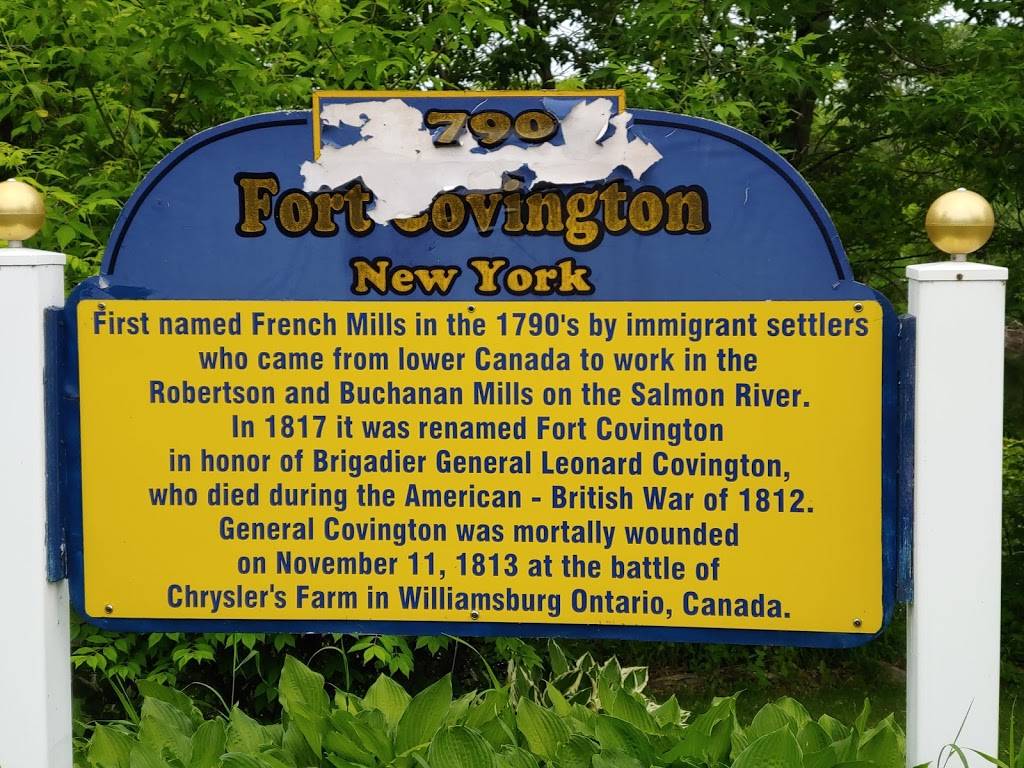 790
Fort Covington
New York
First named French Mills in the 1790's by immigrant settlers
who came from lower Canada to work in the
Robertson and Buchanan Mills on the Salmon River.
In 1817 it was renamed Fort Covington
in honor of Brigadier General Leonard Covington,
who died during the American - British War of 1812.
General Covington was mortally wounded
on November 11, 1813 at the battle of
Chrysler's Farm in Williamsburg Ontario, Canada.